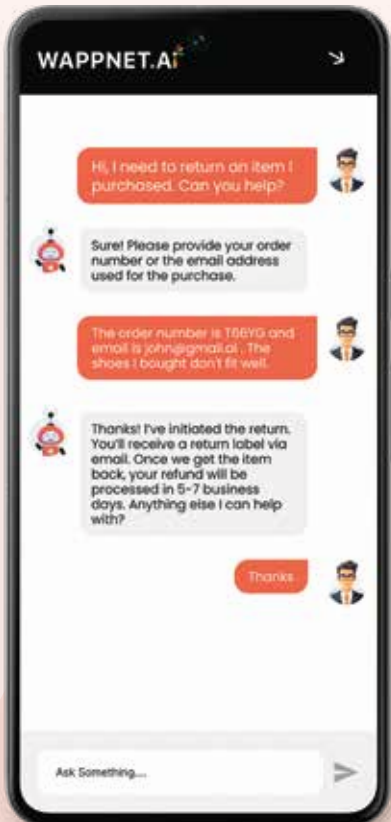 WAPPNET.Ai
Hi, I need to return an item I
purchased. Can you help?
Sure! Please provide your order
number or the email address
used for the purchase.
The order number is T66YG and
email is john@gmail.ai . The
shoes I bought don't fit well.
Thanks! I've initiated the return.
You'll receive a return label via
email. Once we get the item
back, your refund will be
processed in 5-7 business
days. Anything else I can help
with?
Thanks
Ask Something....